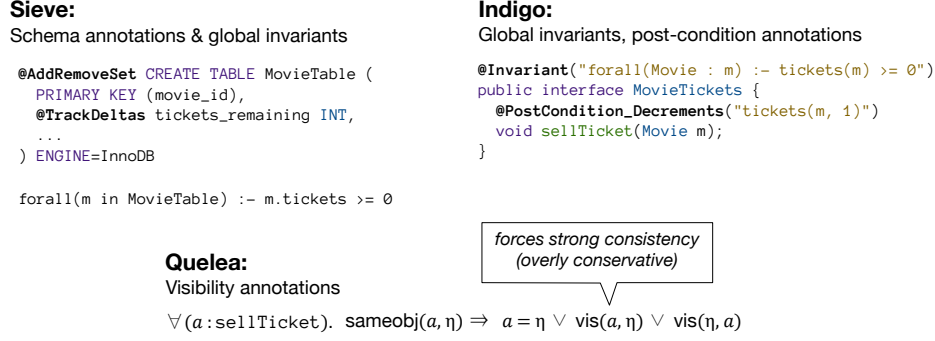 Sieve:
Schema annotations & global invariants
@AddRemoveSet CREATE TABLE MovieTable (
PRIMARY KEY (movie_id),
@TrackDeltas tickets_remaining INT,
...
) ENGINE=InnoDB
forall(m in MovieTable) :- m.tickets >= 0
Indigo:
Global invariants, post-condition annotations
@Invariant("forall(Movie : m) :- tickets(m) >= 0")
public interface MovieTickets {
@PostCondition_Decrements("tickets(m, 1)")
void sellTicket(Movie m);
}
forces strong consistency
(overly conservative)
Quelea:
Visibility annotations
∀(a:sellTicket). sameobj(a, η) ⇒ a = η ∨ vis(a, η) ∨ vis(η, a)